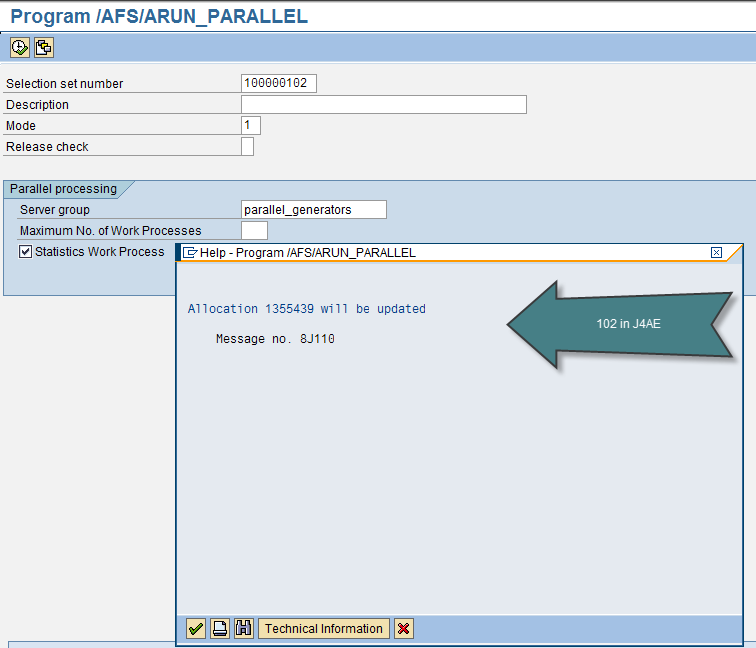 Program /AFS/ARUN_PARALLEL
Selection set number 100000102
Description
Mode 1
Release check
Parallel processing
Server group parallel_generators
Maximum No. of Work Processes
Statistics Work Process
Help - Program /AFS/ARUN_PARALLEL
Allocation 1355439 will be updated
102 in J4AE
Message no. 8J110
Technical Information